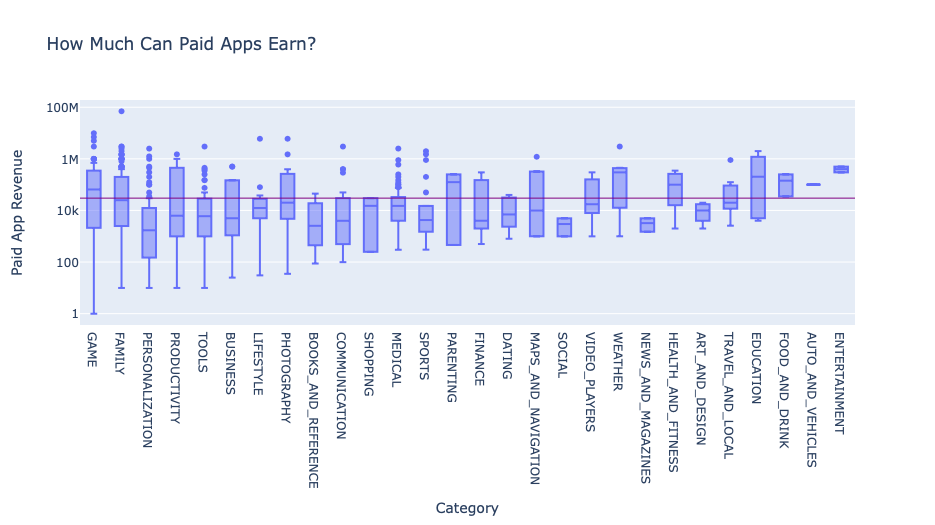 How Much Can Paid Apps Earn?
Paid App Revenue
100M
1M
10k
100
1
GAME
FAMILY
PERSONALIZATION
PRODUCTIVITY
TOOLS
BUSINESS
LIFESTYLE
PHOTOGRAPHY
BOOKS_AND_REFERENCE
COMMUNICATION
SHOPPING
MEDICAL
SPORTS
PARENTING
FINANCE
DATING
MAPS_AND_NAVIGATION
SOCIAL
VIDEO_PLAYERS
WEATHER
NEWS_AND_MAGAZINES
HEALTH_AND_FITNESS
ART_AND_DESIGN
TRAVEL_AND_LOCAL
EDUCATION
FOOD_AND_DRINK
AUTO_AND_VEHICLES
ENTERTAINMENT
Category